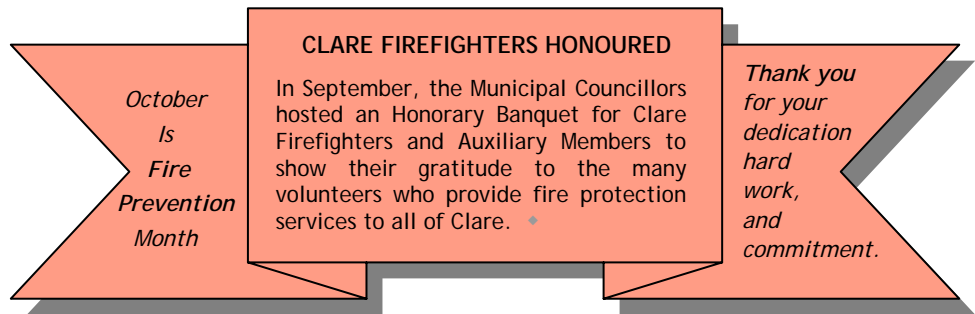 October
Is
Fire
Prevention
Month
CLARE FIREFIGHTERS HONOURED
In September, the Municipal Councillors
hosted an Honorary Banquet for Clare
Firefighters and Auxiliary Members to
show their gratitude to the many
volunteers who provide fire protection
services to all of Clare.
Thank you
for your
dedication
hard
work,
and
commitment.